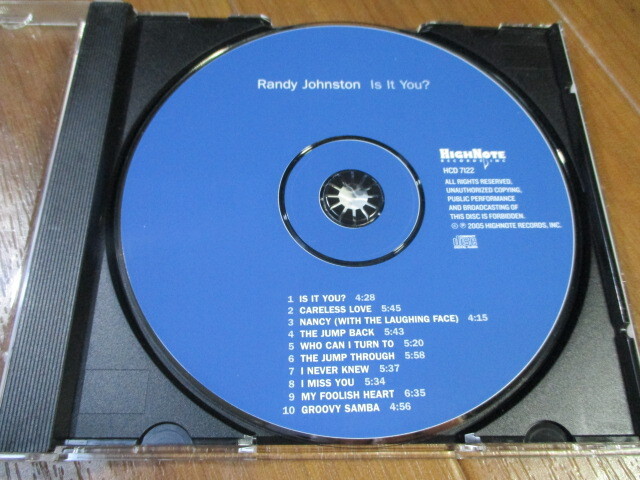 Randy Johnston Is It You?
HIGHNOTE
RECORDS, INC.
HCD 7122
ALL RIGHTS RESERVED.
UNAUTHORIZED COPYING,
PUBLIC PERFORMANCE
AND BROADCASTING OF
THIS DISC IS FORBIDDEN.
© ℗ 2005 HIGHNOTE RECORDS, INC.
COMPACT
disc
DIGITAL AUDIO
1 IS IT YOU? 4:28
2 CARELESS LOVE 5:45
3 NANCY (WITH THE LAUGHING FACE) 4:15
4 THE JUMP BACK 5:43
5 WHO CAN I TURN TO 5:20
6 THE JUMP THROUGH 5:58
7 I NEVER KNEW 5:37
8 I MISS YOU 5:34
9 MY FOOLISH HEART 6:35
10 GROOVY SAMBA 4:56